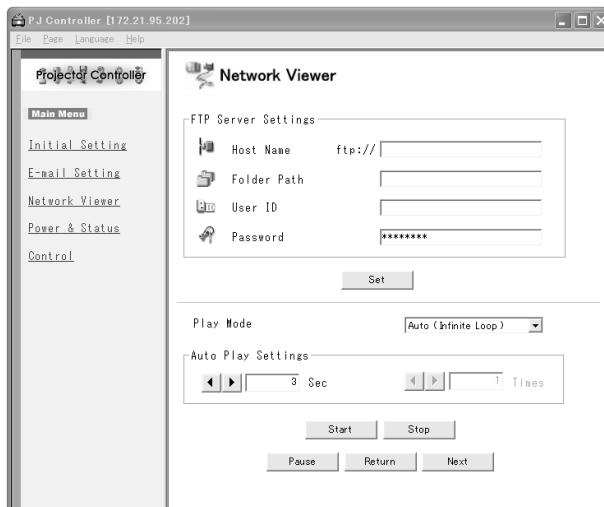 PJ Controller [172.21.95.202]
File Page Language Help
Projector Controller
Main Menu
Initial Setting
E-mail Setting
Network Viewer
Power & Status
Control
Network Viewer
FTP Server Settings
Host Name ftp://
Folder Path
User ID
Password ********
Set
Play Mode Auto (Infinite Loop)
Auto Play Settings
3 Sec 1 Times
Start Stop
Pause Return Next